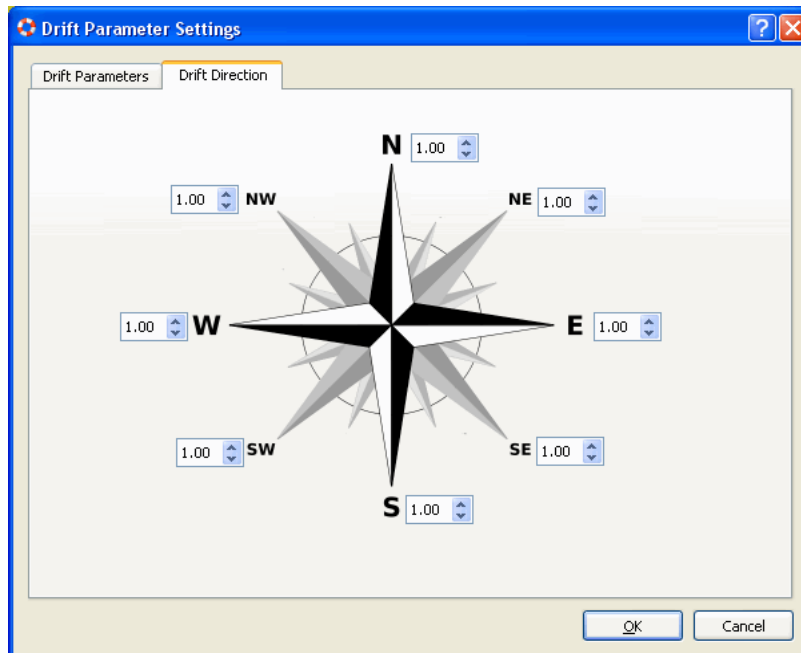 Drift Parameter Settings
Drift Parameters Drift Direction
N 1.00
1.00 NW
NE 1.00
1.00 W
E 1.00
1.00 SW
SE 1.00
S 1.00
OK Cancel